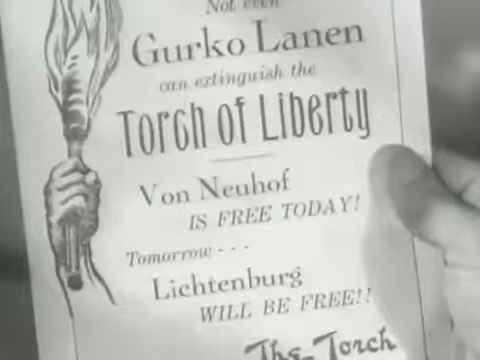 Not even
Gurko Lanen
can extinguish the
Torch of Liberty
Von Neuhof
IS FREE TODAY!
Tomorrow - - -
Lichtenburg
WILL BE FREE!!
The Torch